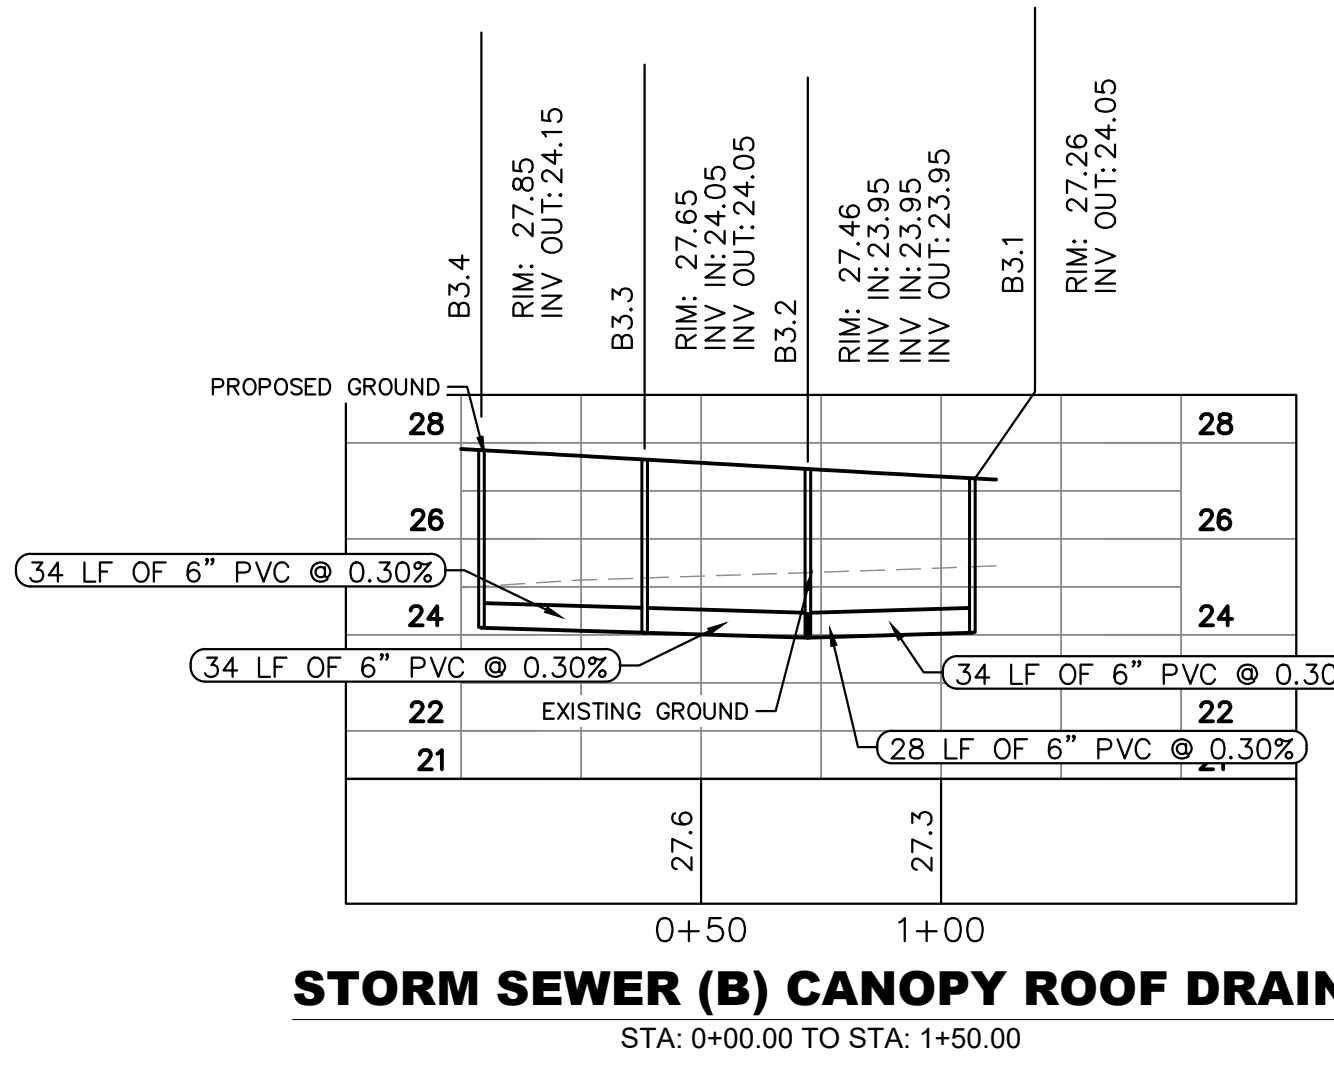 B3.4
RIM: 27.85
INV OUT: 24.15
B3.3
RIM: 27.65
INV IN: 24.05
INV OUT: 24.05
B3.2
RIM: 27.46
INV IN: 23.95
INV IN: 23.95
INV OUT: 23.95
B3.1
RIM: 27.26
INV OUT: 24.05
PROPOSED GROUND
28
28
26
26
34 LF OF 6” PVC @ 0.30%
24
24
34 LF OF 6” PVC @ 0.30%
34 LF OF 6” PVC @ 0.30
EXISTING GROUND
22
22
28 LF OF 6” PVC @ 0.30%
21
27.6
27.3
0+50
1+00
STORM SEWER (B) CANOPY ROOF DRAIN
STA: 0+00.00 TO STA: 1+50.00